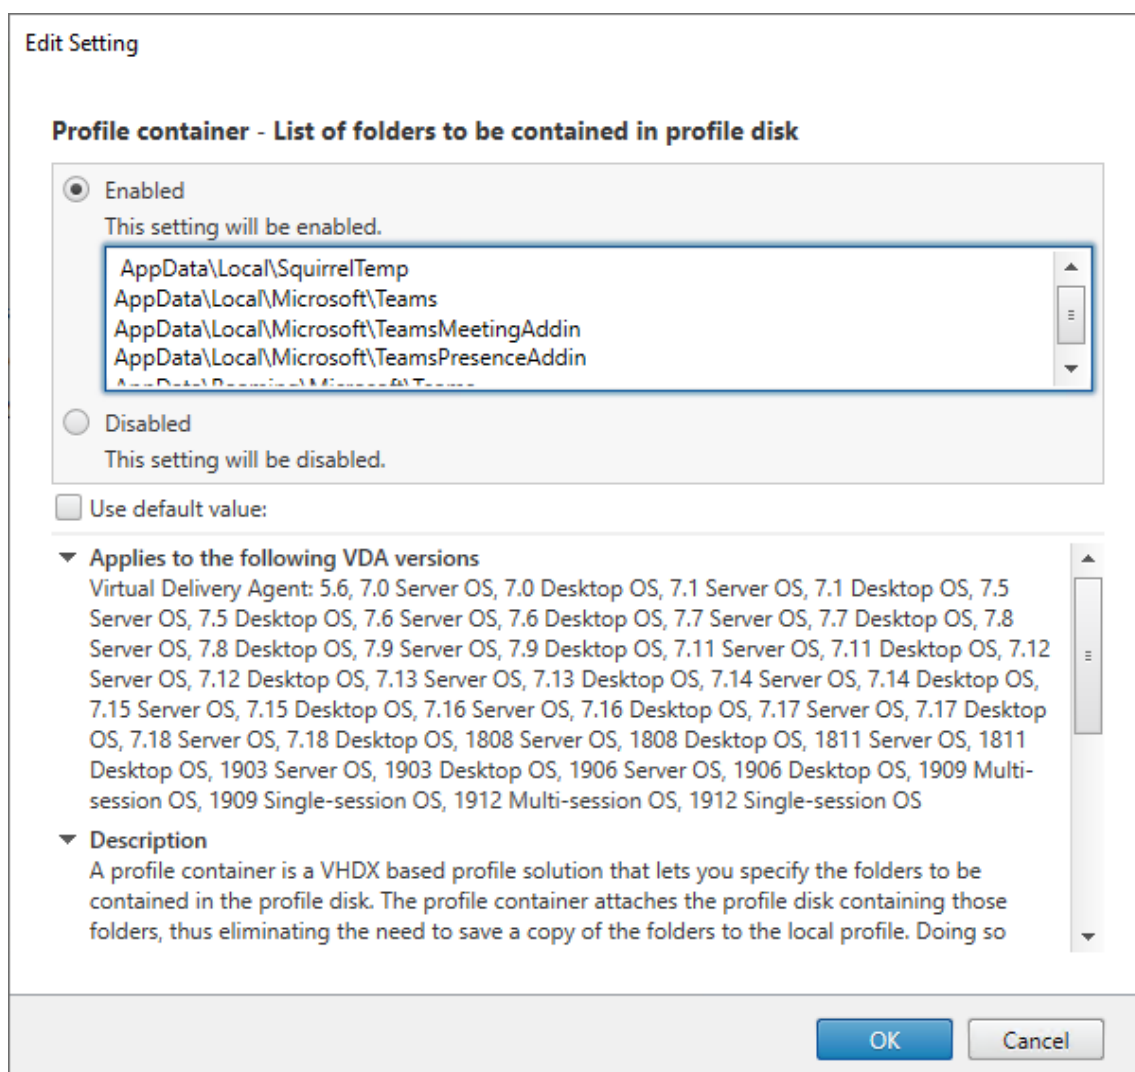 Edit Setting
Profile container - List of folders to be contained in profile disk
Enabled
This setting will be enabled.
AppData\Local\SquirrelTemp
AppData\Local\Microsoft\Teams
AppData\Local\Microsoft\TeamsMeetingAddin
AppData\Local\Microsoft\TeamsPresenceAddin
AppData\Roaming\Microsoft\Teams
Disabled
This setting will be disabled.
Use default value:
Applies to the following VDA versions
Virtual Delivery Agent: 5.6, 7.0 Server OS, 7.0 Desktop OS, 7.1 Server OS, 7.1 Desktop OS, 7.5
Server OS, 7.5 Desktop OS, 7.6 Server OS, 7.6 Desktop OS, 7.7 Server OS, 7.7 Desktop OS, 7.8
Server OS, 7.8 Desktop OS, 7.9 Server OS, 7.9 Desktop OS, 7.11 Server OS, 7.11 Desktop OS, 7.12
Server OS, 7.12 Desktop OS, 7.13 Server OS, 7.13 Desktop OS, 7.14 Server OS, 7.14 Desktop OS,
7.15 Server OS, 7.15 Desktop OS, 7.16 Server OS, 7.16 Desktop OS, 7.17 Server OS, 7.17 Desktop
OS, 7.18 Server OS, 7.18 Desktop OS, 1808 Server OS, 1808 Desktop OS, 1811 Server OS, 1811
Desktop OS, 1903 Server OS, 1903 Desktop OS, 1906 Server OS, 1906 Desktop OS, 1909 Multi-
session OS, 1909 Single-session OS, 1912 Multi-session OS, 1912 Single-session OS
Description
A profile container is a VHDX based profile solution that lets you specify the folders to be
contained in the profile disk. The profile container attaches the profile disk containing those
folders, thus eliminating the need to save a copy of the folders to the local profile. Doing so
OK
Cancel